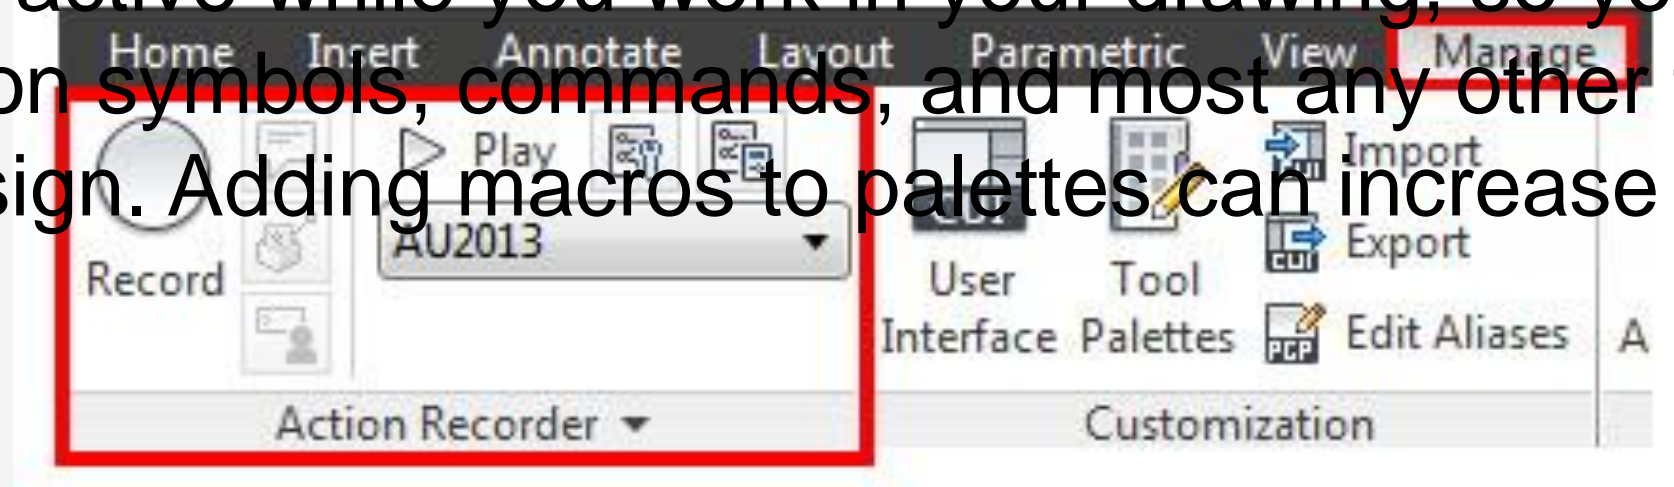 active while you work in your drawing, so yo
Home Insert Annotate Layout Parametric View Manage
on symbols, commands, and most any other
Play Import
sign. Adding macros to palettes can increase
AU2013 CUI Export
Record User Interface Tool Palettes PGP Edit Aliases A
Action Recorder Customization